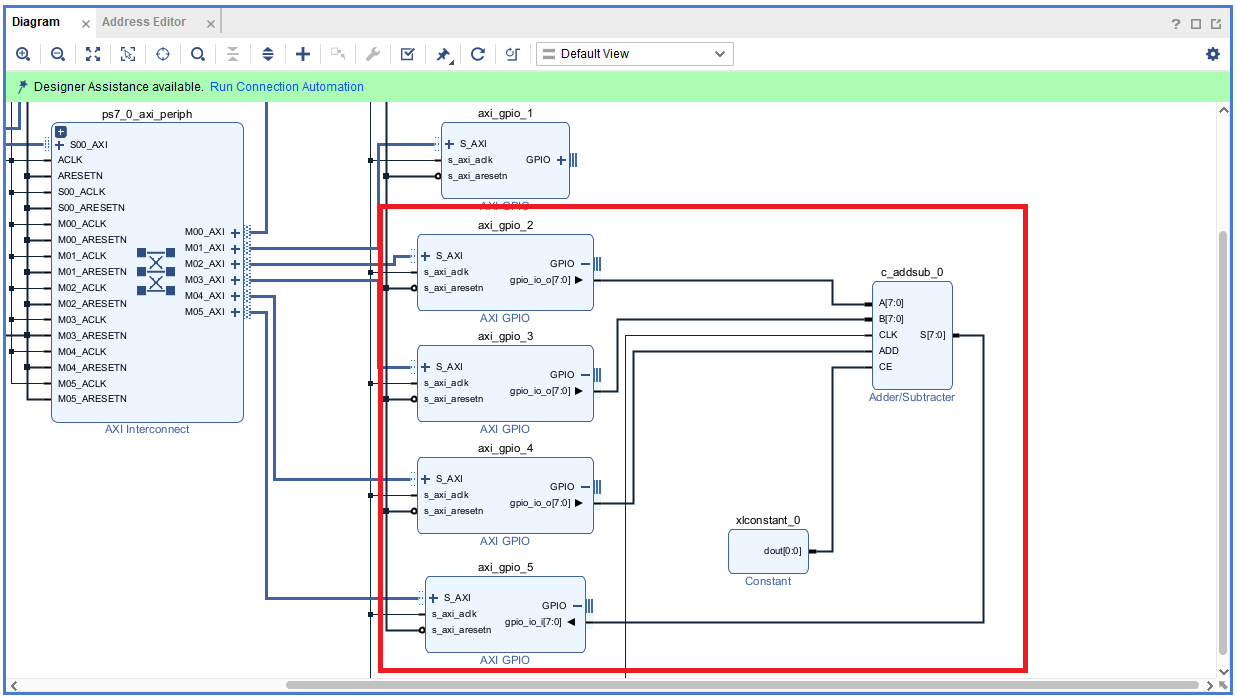 Diagram
Address Editor
Default View
Designer Assistance available. Run Connection Automation
ps7_0_axi_periph
S00_AXI
ACLK
ARESETN
S00_ACLK
S00_ARESETN
M00_ACLK
M00_ARESETN
M01_ACLK
M01_ARESETN
M02_ACLK
M02_ARESETN
M03_ACLK
M03_ARESETN
M04_ACLK
M04_ARESETN
M05_ACLK
M05_ARESETN
M00_AXI
M01_AXI
M02_AXI
M03_AXI
M04_AXI
M05_AXI
AXI Interconnect
axi_gpio_1
S_AXI
s_axi_aclk
s_axi_aresetn
GPIO
AXI GPIO
axi_gpio_2
S_AXI
s_axi_aclk
s_axi_aresetn
GPIO
gpio_io_o[7:0]
AXI GPIO
axi_gpio_3
S_AXI
s_axi_aclk
s_axi_aresetn
GPIO
gpio_io_o[7:0]
AXI GPIO
axi_gpio_4
S_AXI
s_axi_aclk
s_axi_aresetn
GPIO
gpio_io_o[7:0]
AXI GPIO
axi_gpio_5
S_AXI
s_axi_aclk
s_axi_aresetn
GPIO
gpio_io_i[7:0]
AXI GPIO
c_addsub_0
A[7:0]
B[7:0]
CLK
ADD
CE
S[7:0]
Adder/Subtracter
xlconstant_0
dout[0:0]
Constant